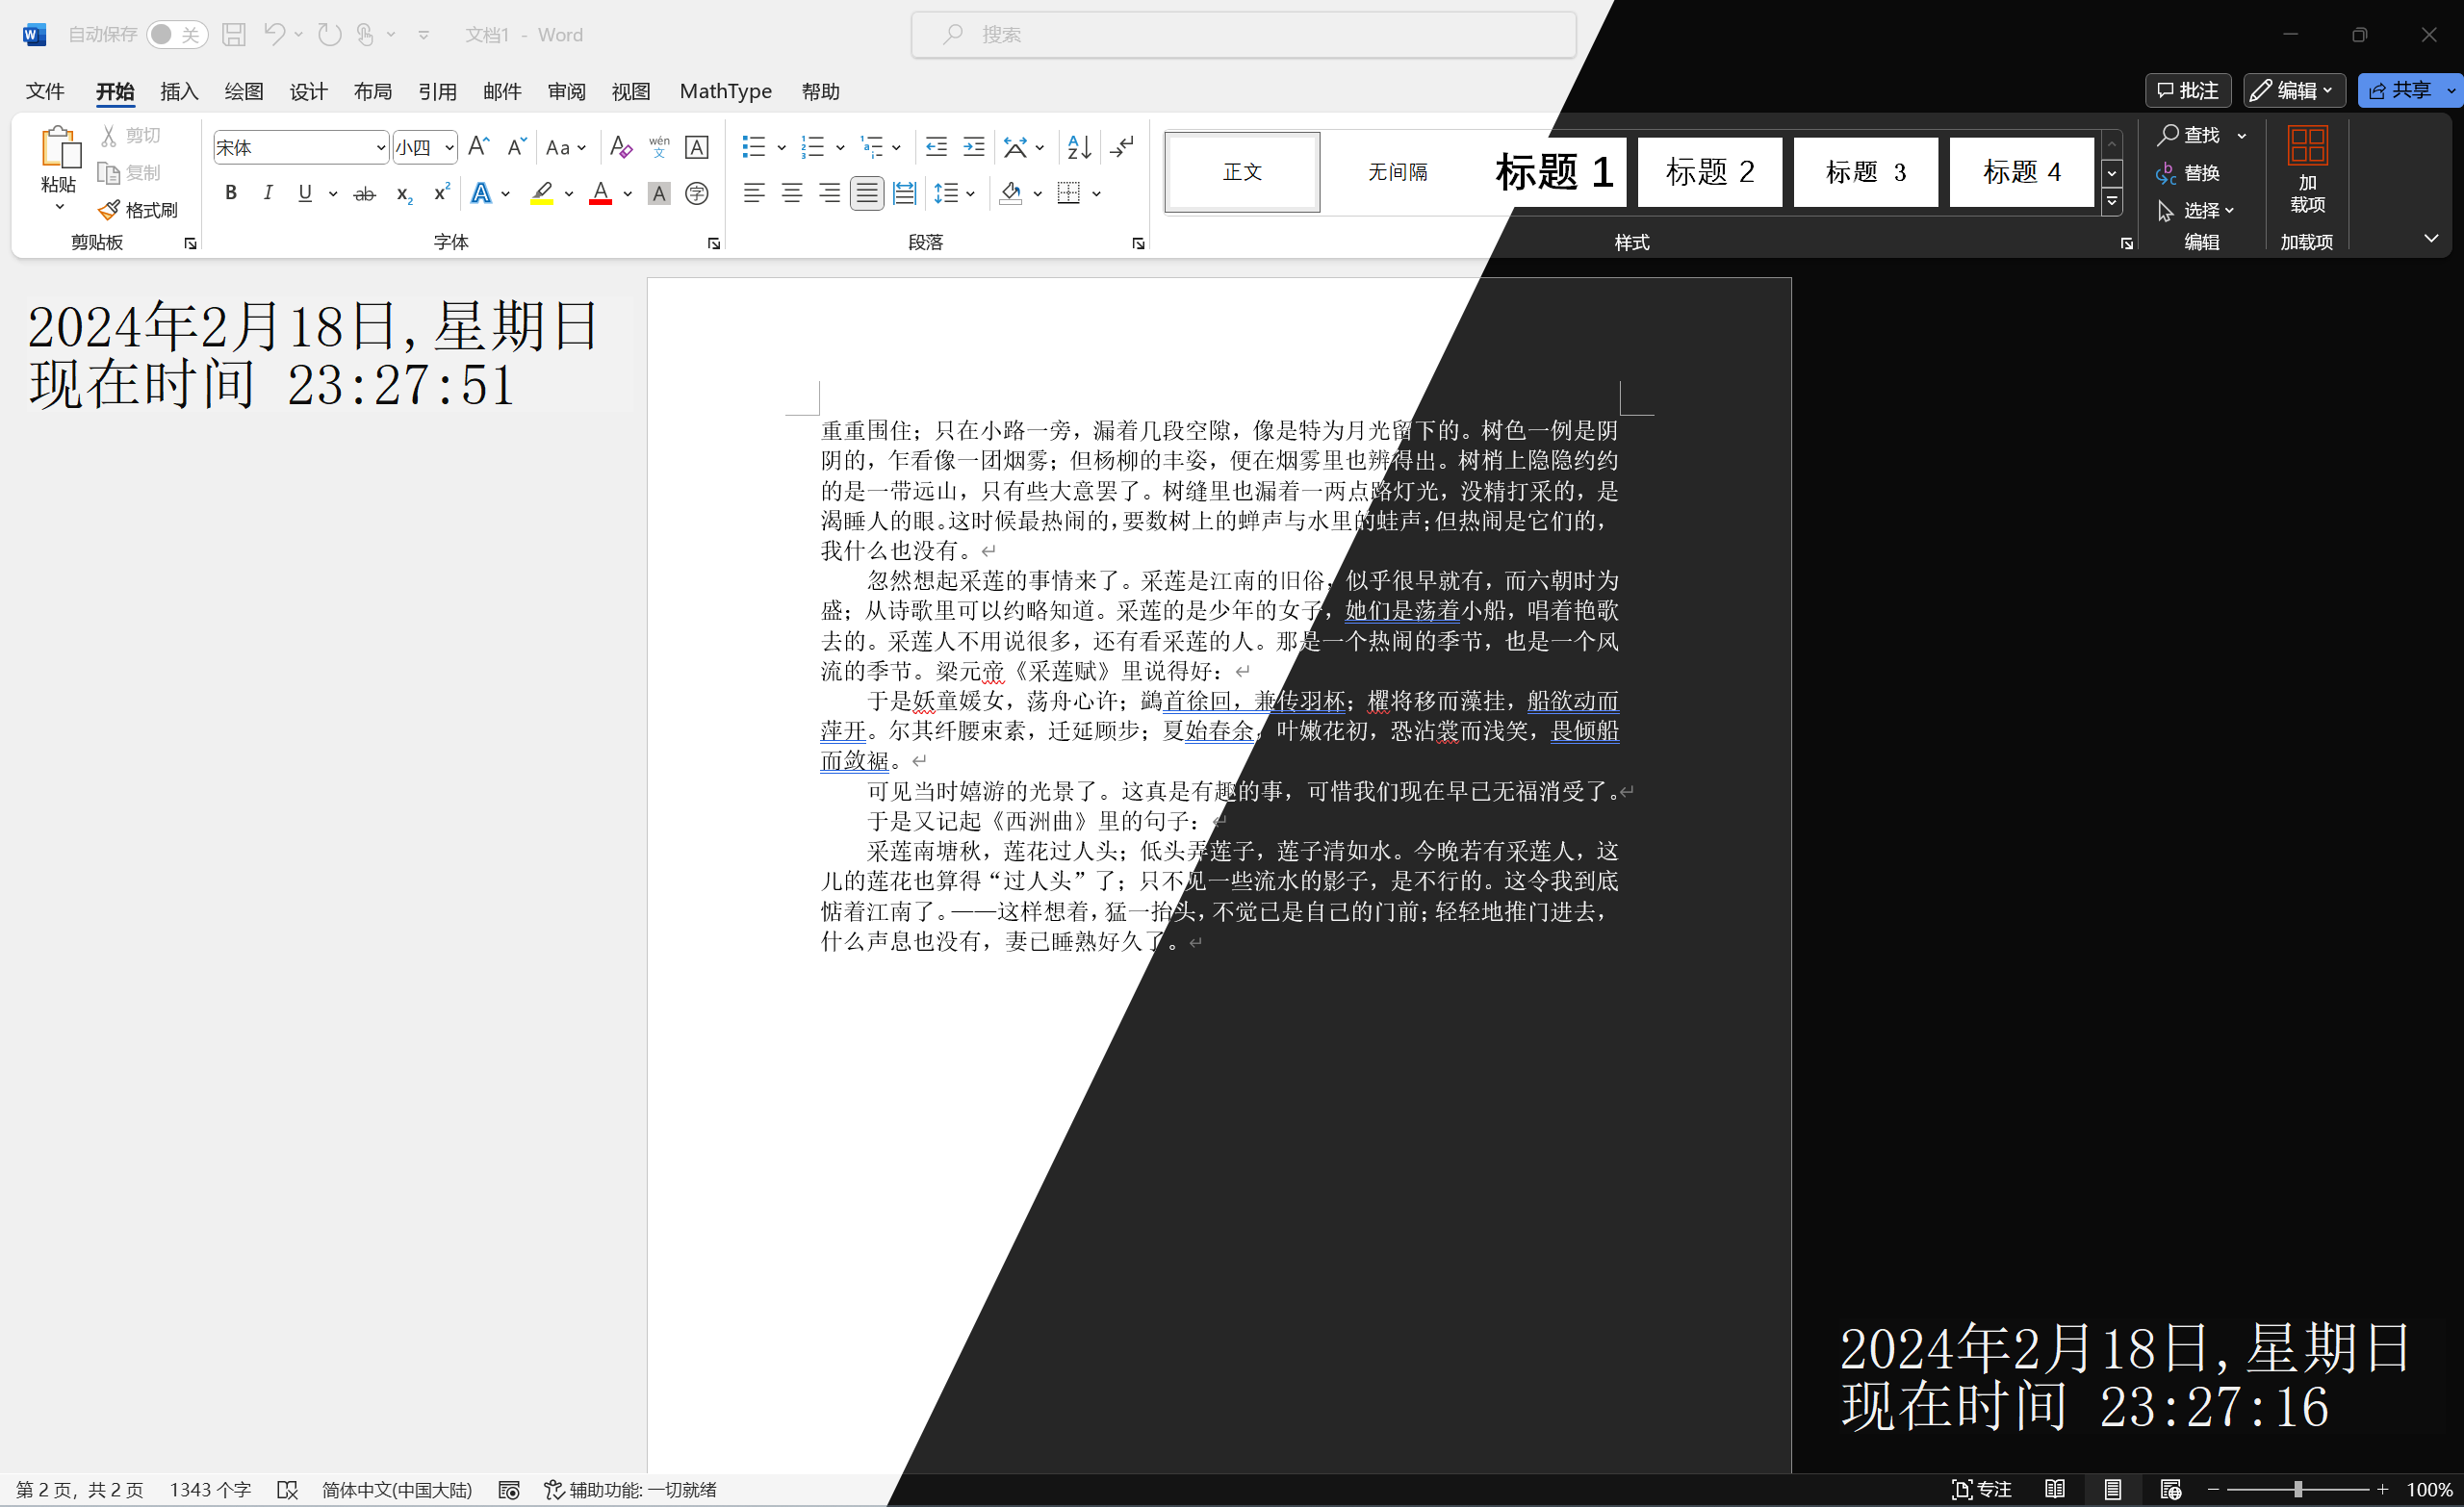 自动保存 关 文档1 - Word 搜索
文件 开始 插入 绘图 设计 布局 引用 邮件 审阅 视图 MathType 帮助 批注 编辑 共享
粘贴 剪切 复制 格式刷 剪贴板
宋体 小四 Aa wén 文 A
B I U ab x₂ x² A A A 字
字体
段落
正文 无间隔 标题 1 标题 2 标题 3 标题 4
样式
查找 替换 选择 编辑
加载项 加载项
2024年2月18日,星期日
现在时间 23:27:51
重重围住；只在小路一旁，漏着几段空隙，像是特为月光留下的。树色一例是阴
阴的，乍看像一团烟雾；但杨柳的丰姿，便在烟雾里也辨得出。树梢上隐隐约约
的是一带远山，只有些大意罢了。树缝里也漏着一两点路灯光，没精打采的，是
渴睡人的眼。这时候最热闹的，要数树上的蝉声与水里的蛙声；但热闹是它们的，
我什么也没有。↵
忽然想起采莲的事情来了。采莲是江南的旧俗，似乎很早就有，而六朝时为
盛；从诗歌里可以约略知道。采莲的是少年的女子，她们是荡着小船，唱着艳歌
去的。采莲人不用说很多，还有看采莲的人。那是一个热闹的季节，也是一个风
流的季节。梁元帝《采莲赋》里说得好：↵
于是妖童媛女，荡舟心许；鷁首徐回，兼传羽杯；櫂将移而藻挂，船欲动而
萍开。尔其纤腰束素，迁延顾步；夏始春余，叶嫩花初，恐沾裳而浅笑，畏倾船
而敛裾。↵
可见当时嬉游的光景了。这真是有趣的事，可惜我们现在早已无福消受了。↵
于是又记起《西洲曲》里的句子：↵
采莲南塘秋，莲花过人头；低头弄莲子，莲子清如水。今晚若有采莲人，这
儿的莲花也算得“过人头”了；只不见一些流水的影子，是不行的。这令我到底
惦着江南了。——这样想着，猛一抬头，不觉已是自己的门前；轻轻地推门进去，
什么声息也没有，妻已睡熟好久了。↵
2024年2月18日,星期日
现在时间 23:27:16
第 2 页，共 2 页 1343 个字 简体中文(中国大陆) 辅助功能: 一切就绪 专注 100%